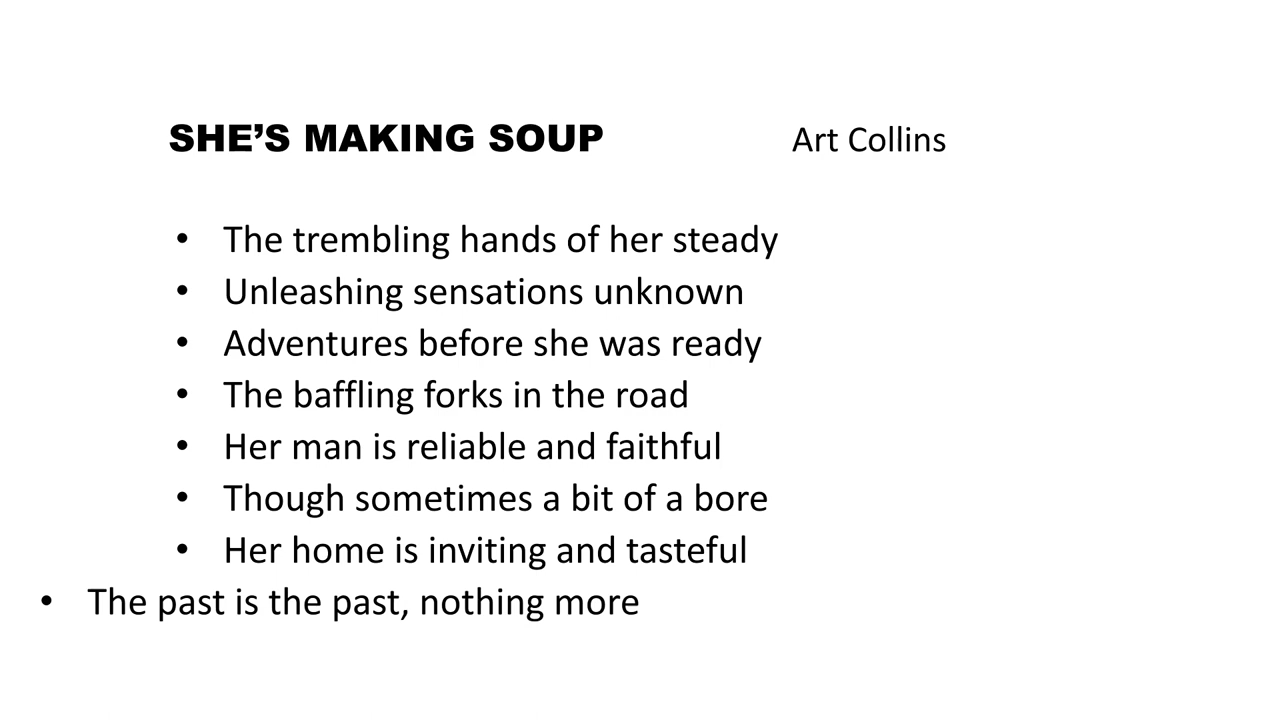 SHE’S MAKING SOUP Art Collins
• The trembling hands of her steady
• Unleashing sensations unknown
• Adventures before she was ready
• The baffling forks in the road
• Her man is reliable and faithful
• Though sometimes a bit of a bore
• Her home is inviting and tasteful
• The past is the past, nothing more